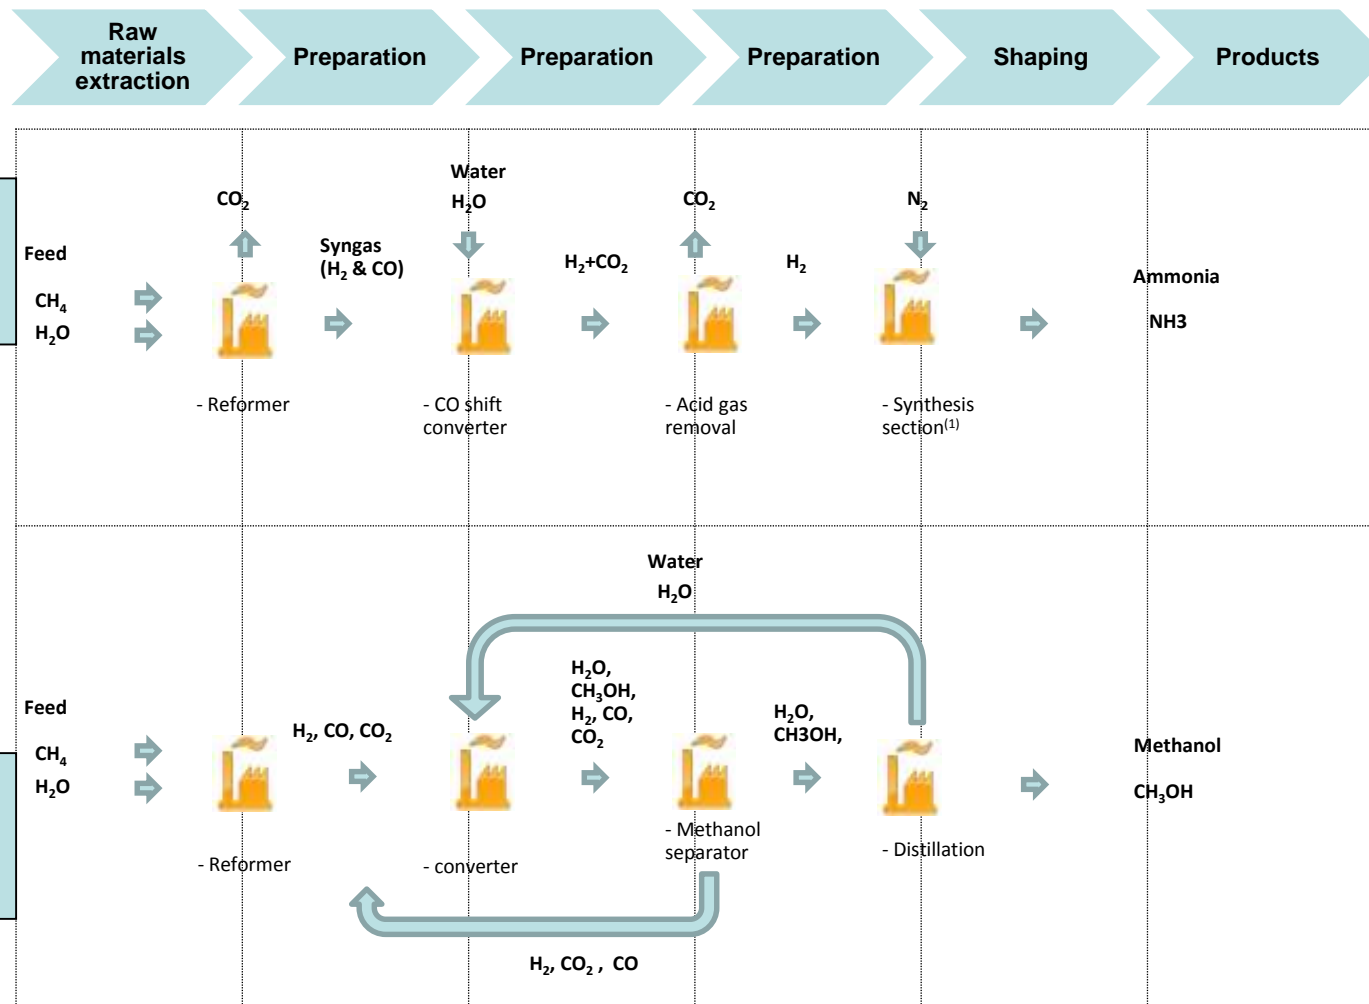 Raw
materials
extraction
Preparation
Preparation
Preparation
Shaping
Products
Water
H₂O
CO₂
CO₂
N₂
Feed
CH₄
H₂O
Syngas
(H₂ & CO)
H₂+CO₂
H₂
Ammonia
NH3
- Reformer
- CO shift
converter
- Acid gas
removal
- Synthesis
section⁽¹⁾
Water
H₂O
Feed
CH₄
H₂O
H₂, CO, CO₂
H₂O,
CH₃OH,
H₂, CO,
CO₂
H₂O,
CH3OH,
Methanol
CH₃OH
- Reformer
- converter
- Methanol
separator
- Distillation
H₂, CO₂ , CO